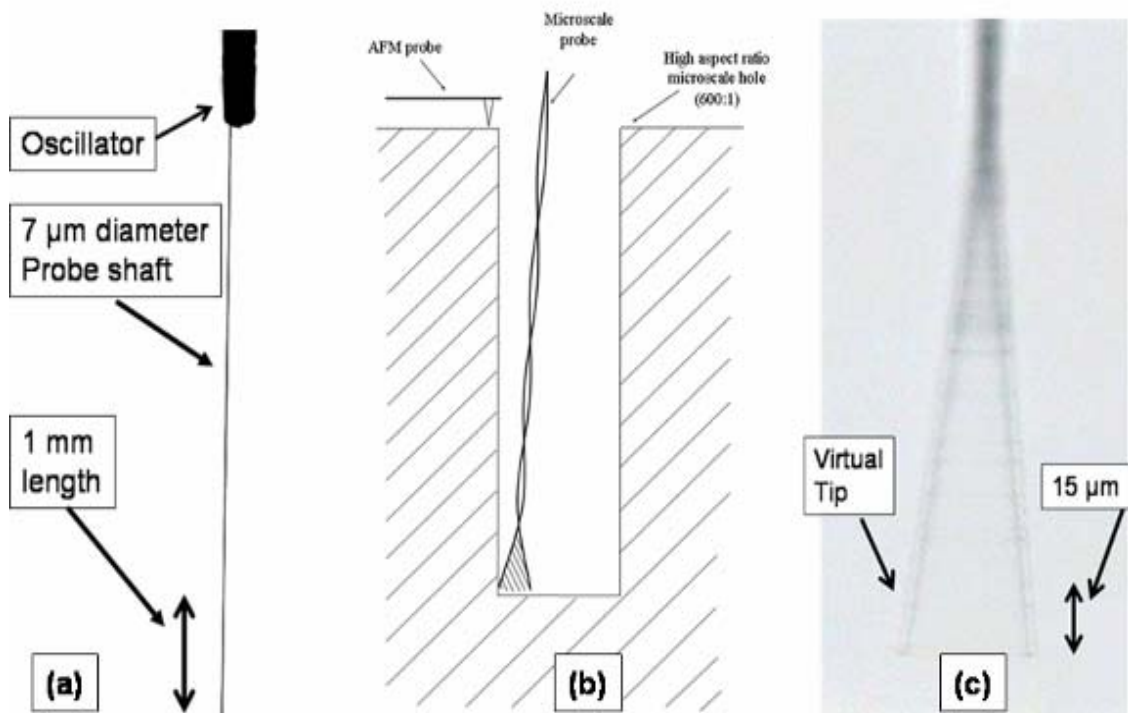 Oscillator
7 µm diameter
Probe shaft
1 mm
length
(a)
AFM probe
Microscale
probe
High aspect ratio
microscale hole
(600:1)
(b)
Virtual
Tip
15 µm
(c)